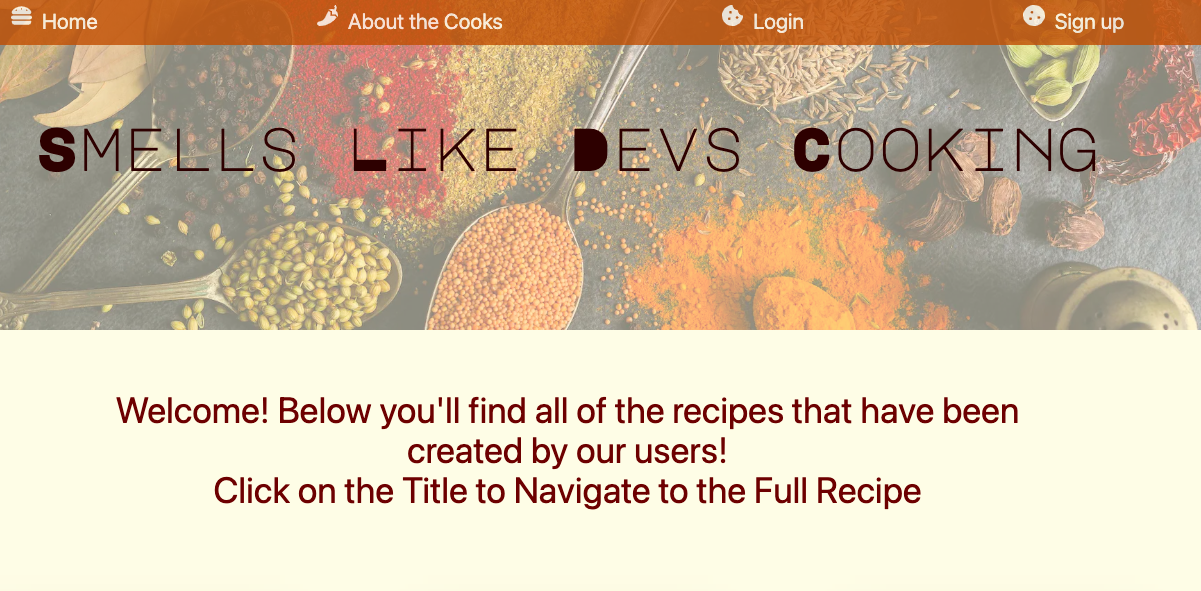 Home About the Cooks Login Sign up
Smells Like Devs Cooking
Welcome! Below you'll find all of the recipes that have been
created by our users!
Click on the Title to Navigate to the Full Recipe